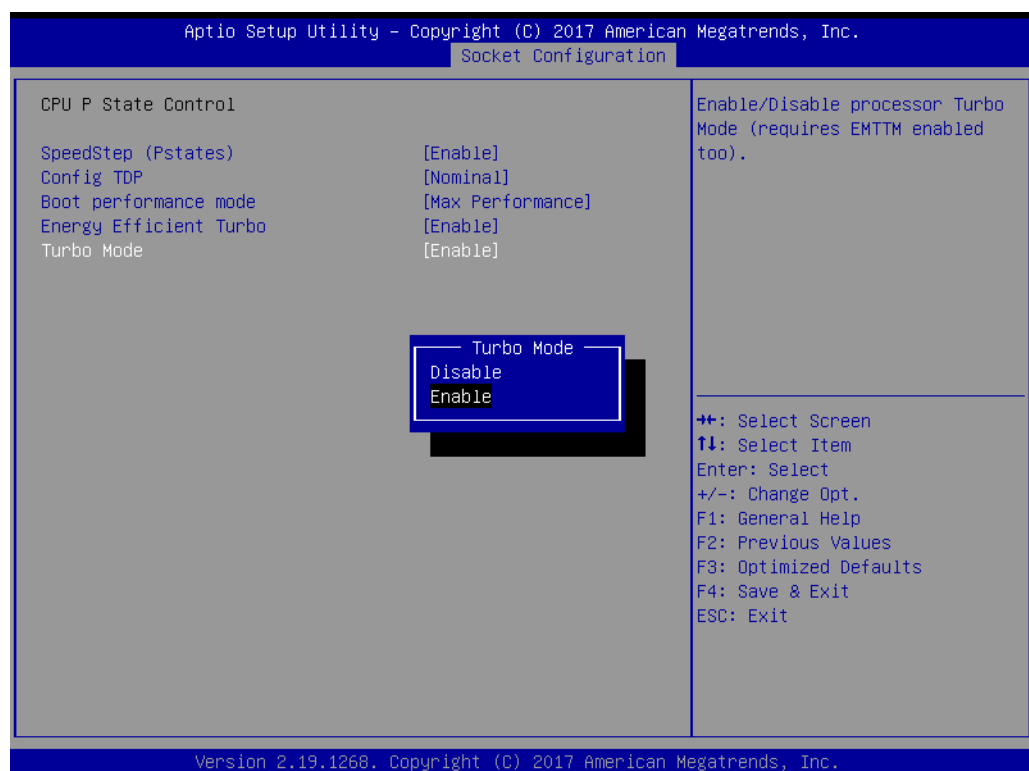 Aptio Setup Utility – Copyright (C) 2017 American Megatrends, Inc.
Socket Configuration
CPU P State Control
SpeedStep (Pstates) [Enable]
Config TDP [Nominal]
Boot performance mode [Max Performance]
Energy Efficient Turbo [Enable]
Turbo Mode [Enable]
Turbo Mode
Disable
Enable
Enable/Disable processor Turbo
Mode (requires EMTTM enabled
too).
→←: Select Screen
↑↓: Select Item
Enter: Select
+/-: Change Opt.
F1: General Help
F2: Previous Values
F3: Optimized Defaults
F4: Save & Exit
ESC: Exit
Version 2.19.1268. Copyright (C) 2017 American Megatrends, Inc.